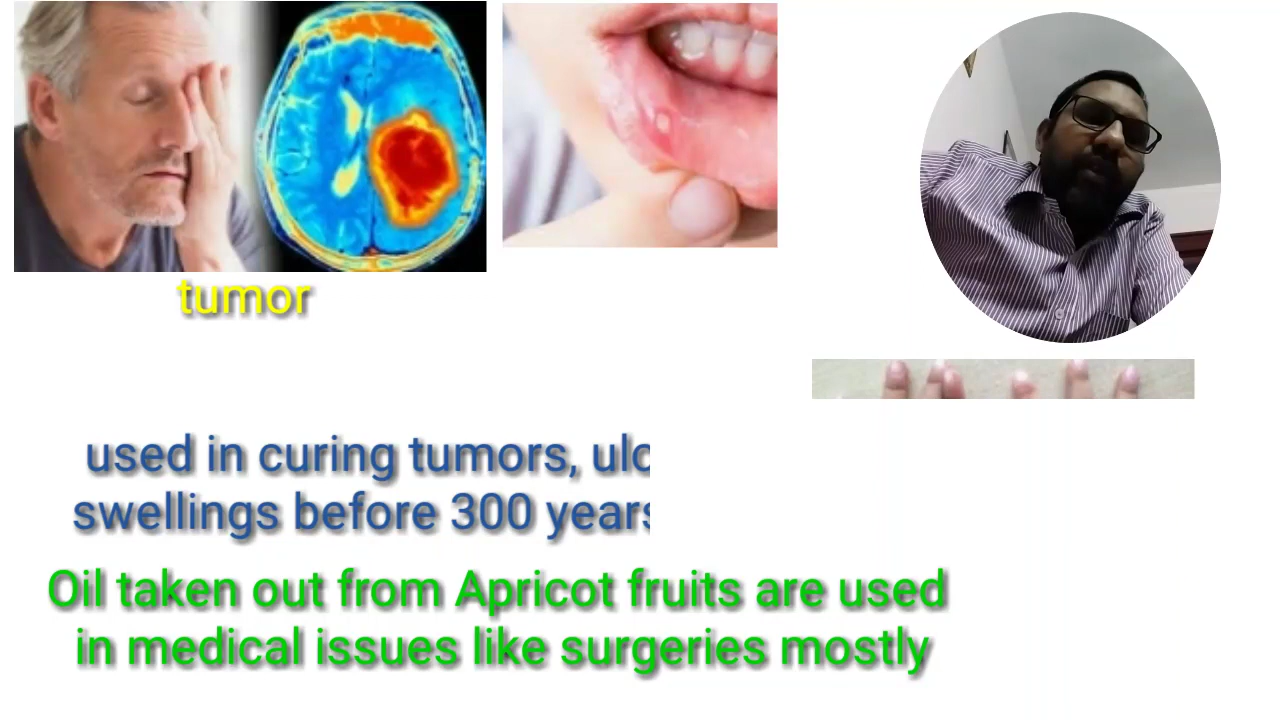 tumor
used in curing tumors,
swellings before 300 years
Oil taken out from Apricot fruits are used
in medical issues like surgeries mostly